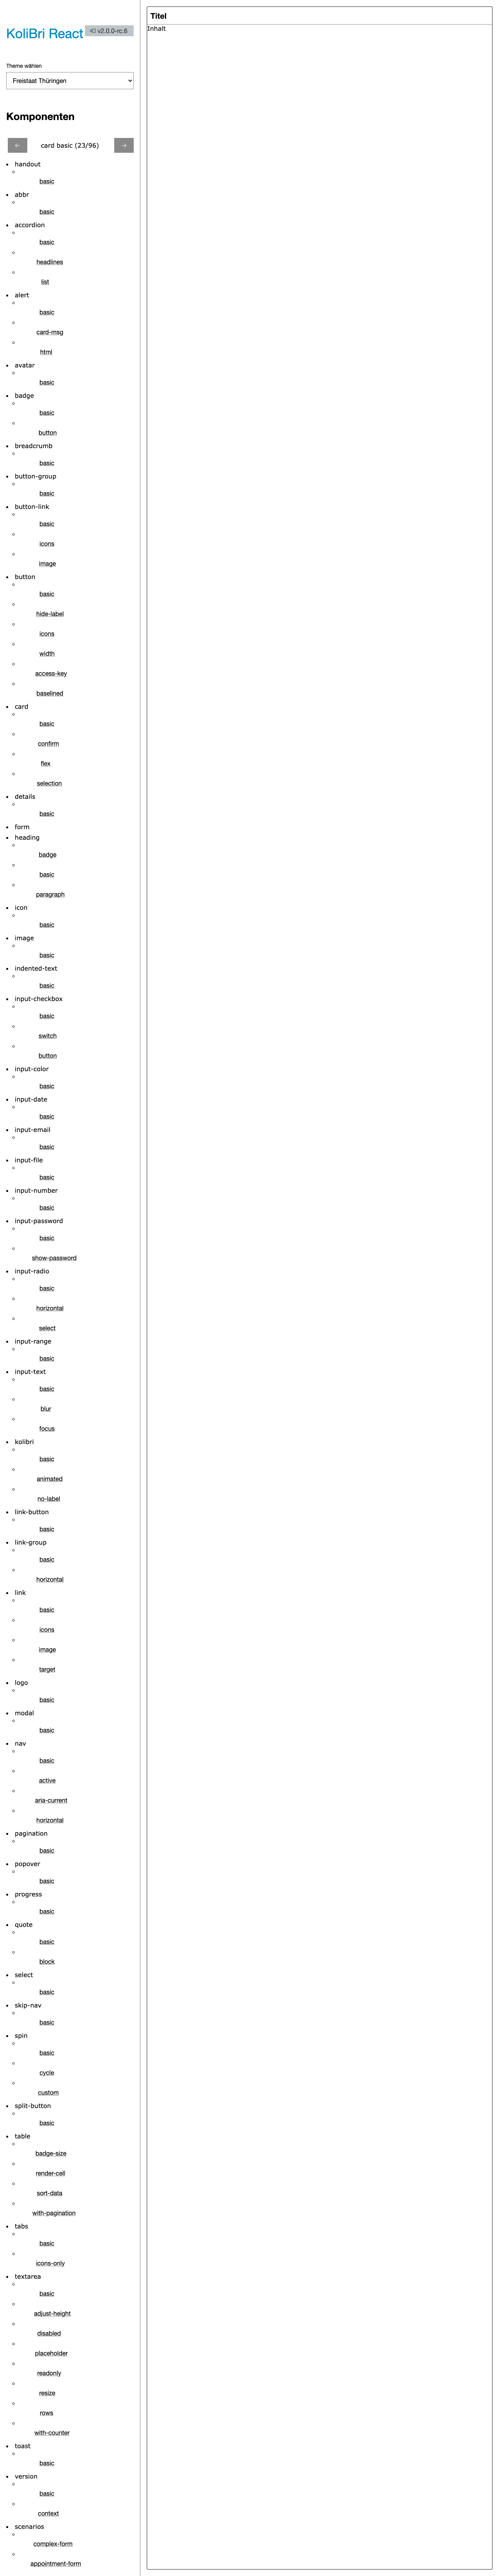 KoliBri React v2.0.0-rc.6
Theme wählen
Freistaat Thüringen
Komponenten
← card basic (23/96) →
handout
basic
abbr
basic
accordion
basic
headlines
list
alert
basic
card-msg
html
avatar
basic
badge
basic
button
breadcrumb
basic
button-group
basic
button-link
basic
icons
image
button
basic
hide-label
icons
width
access-key
baselined
card
basic
confirm
flex
selection
details
basic
form
heading
badge
basic
paragraph
icon
basic
image
basic
indented-text
basic
input-checkbox
basic
switch
button
input-color
basic
input-date
basic
input-email
basic
input-file
basic
input-number
basic
input-password
basic
show-password
input-radio
basic
horizontal
select
input-range
basic
input-text
basic
blur
focus
kolibri
basic
animated
no-label
link-button
basic
link-group
basic
horizontal
link
basic
icons
image
target
logo
basic
modal
basic
nav
basic
active
aria-current
horizontal
pagination
basic
popover
basic
progress
basic
quote
basic
block
select
basic
skip-nav
basic
spin
basic
cycle
custom
split-button
basic
table
badge-size
render-cell
sort-data
with-pagination
tabs
basic
icons-only
textarea
basic
adjust-height
disabled
placeholder
readonly
resize
rows
with-counter
toast
basic
version
basic
context
scenarios
complex-form
appointment-form
Titel
Inhalt